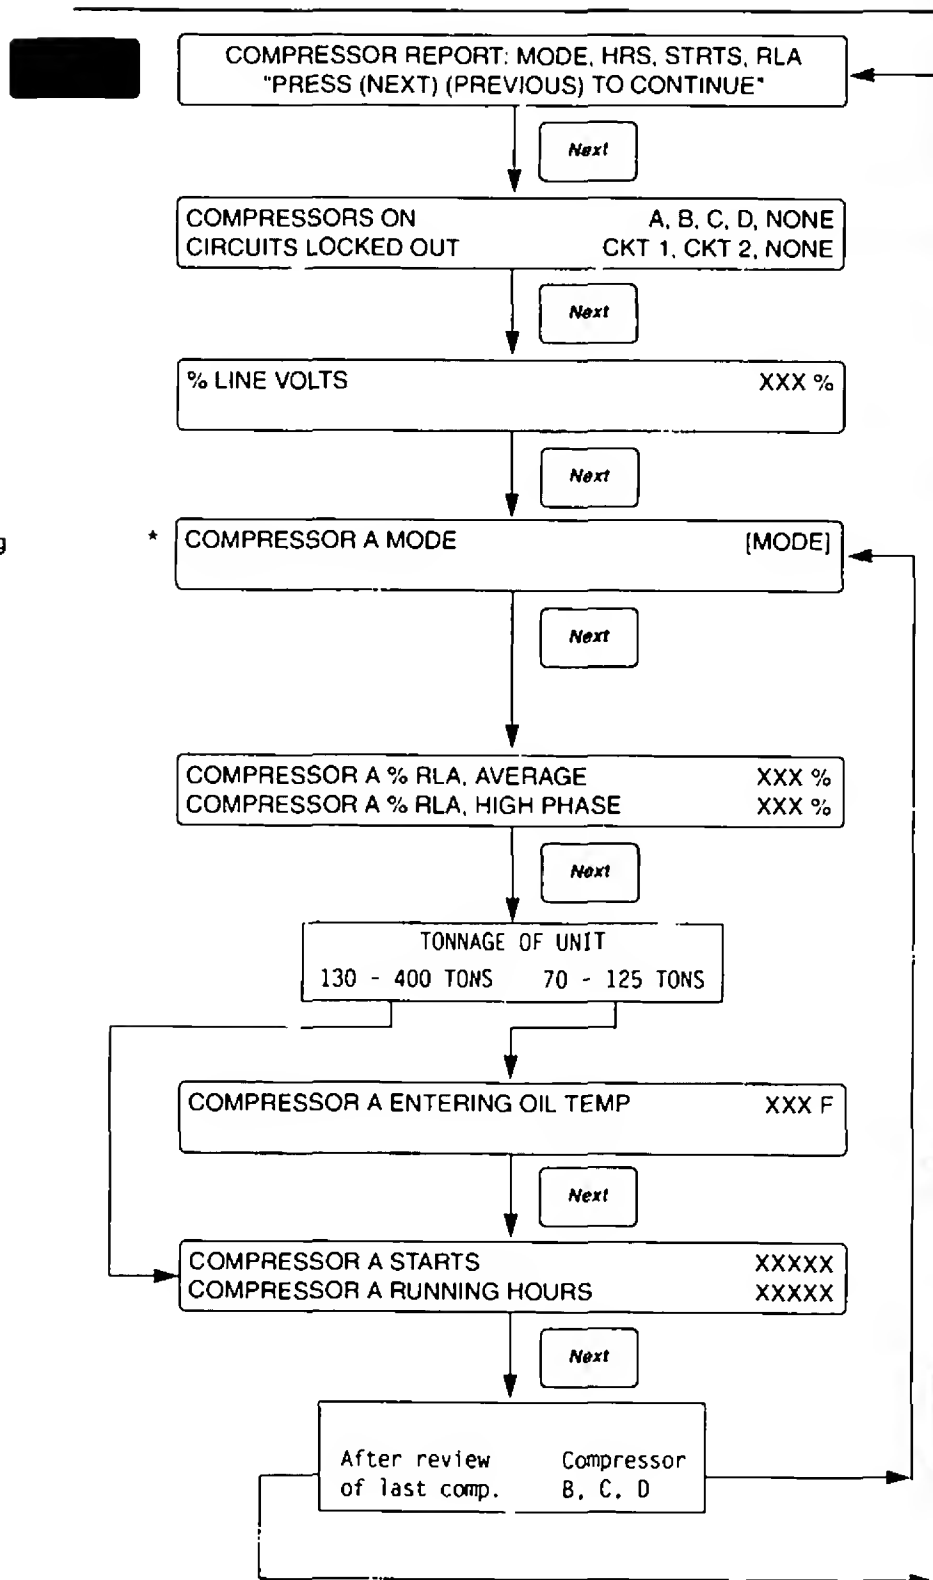 COMPRESSOR REPORT: MODE, HRS, STRTS, RLA
"PRESS (NEXT) (PREVIOUS) TO CONTINUE"
Next
COMPRESSORS ON A, B, C, D, NONE
CIRCUITS LOCKED OUT CKT 1, CKT 2, NONE
Next
% LINE VOLTS XXX %
Next
g * COMPRESSOR A MODE [MODE]
Next
COMPRESSOR A % RLA, AVERAGE XXX %
COMPRESSOR A % RLA, HIGH PHASE XXX %
Next
TONNAGE OF UNIT
130 - 400 TONS 70 - 125 TONS
COMPRESSOR A ENTERING OIL TEMP XXX F
Next
COMPRESSOR A STARTS XXXXX
COMPRESSOR A RUNNING HOURS XXXXX
Next
After review Compressor
of last comp. B, C, D